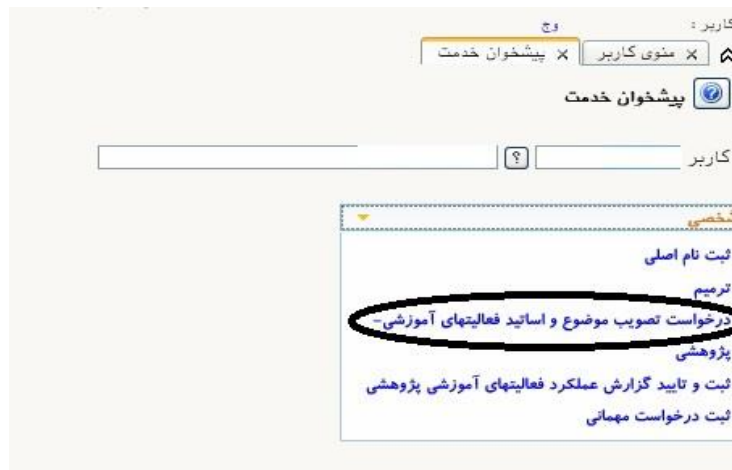 کاربر :
وج
منوی کاربر x
پیشخوان خدمت x
پیشخوان خدمت
کاربر
؟
شخصی
ثبت نام اصلی
ترمیم
درخواست تصویب موضوع و اساتید فعالیتهای آموزشی-
پژوهشی
ثبت و تایید گزارش عملکرد فعالیتهای آموزشی پژوهشی
ثبت درخواست مهمانی